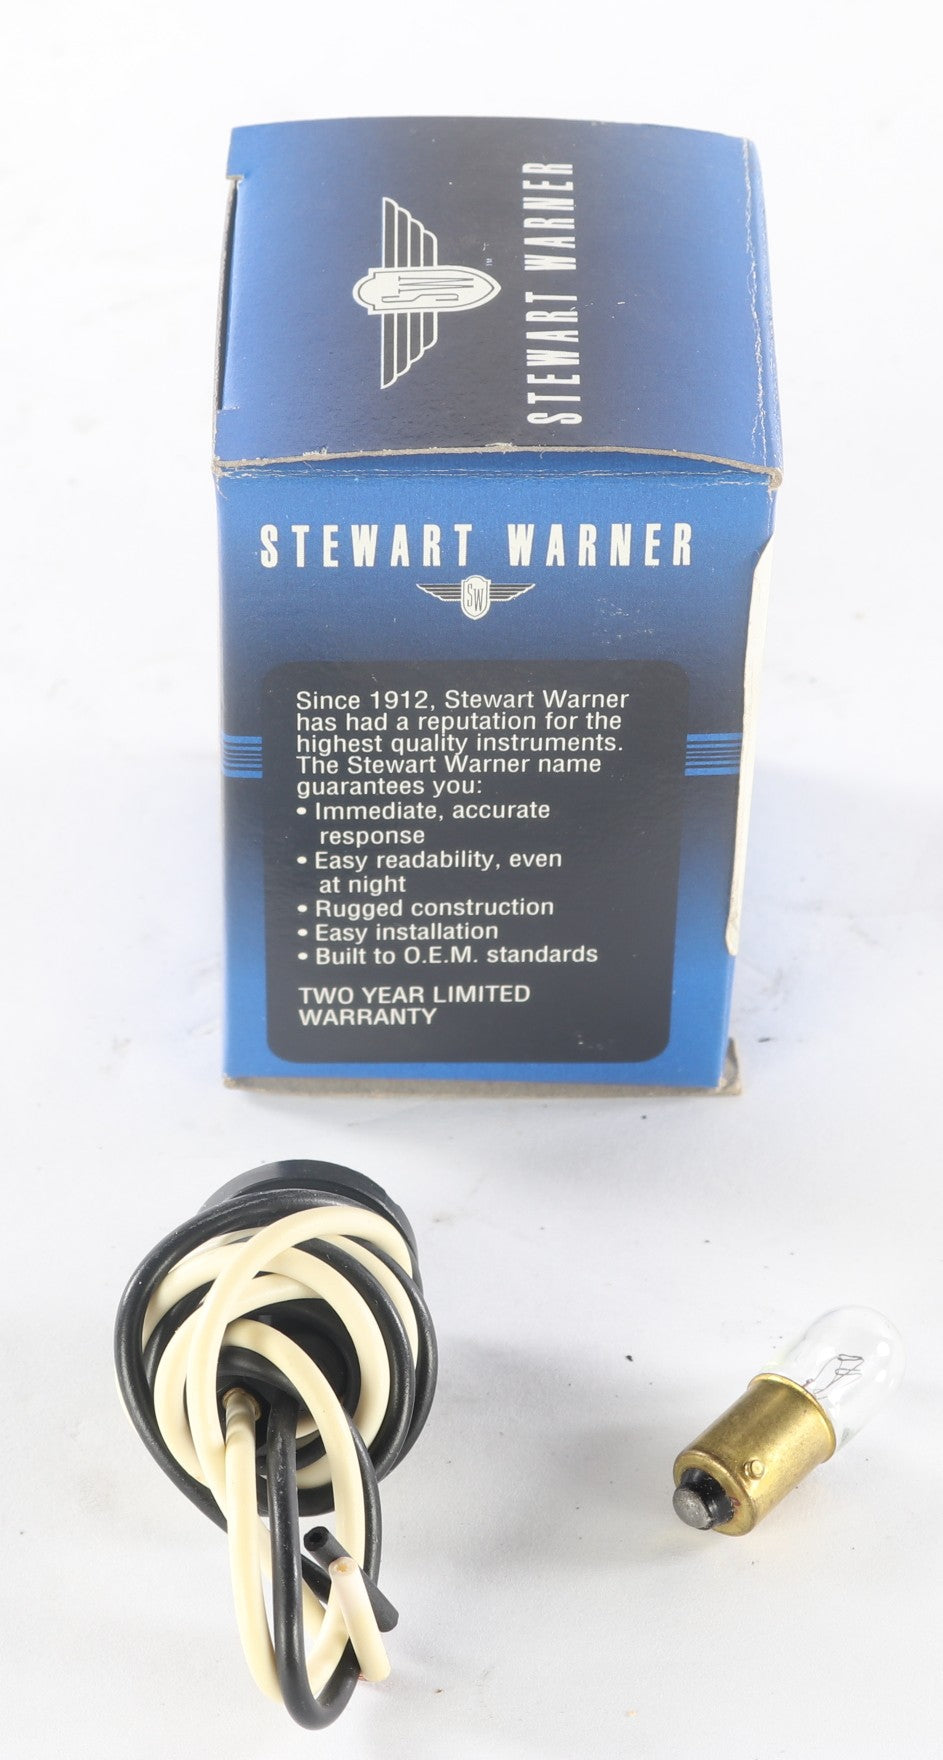 STEWART WARNER
SW
TM
STEWART WARNER
SW
Since 1912, Stewart Warner
has had a reputation for the
highest quality instruments.
The Stewart Warner name
guarantees you:
• Immediate, accurate
response
• Easy readability, even
at night
• Rugged construction
• Easy installation
• Built to O.E.M. standards
TWO YEAR LIMITED
WARRANTY